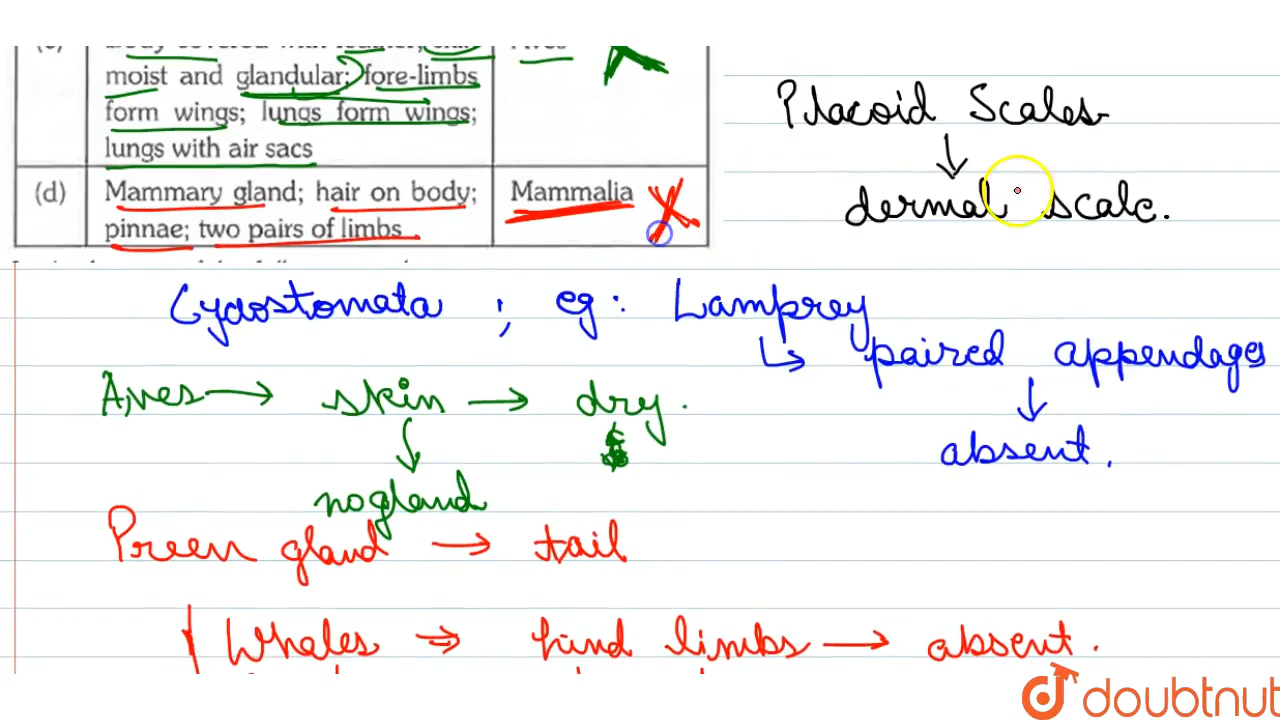 moist and glandular; fore-limbs
form wings; lungs form wings;
lungs with air sacs
(d) Mammary gland; hair on body; Mammalia
pinnae; two pairs of limbs
Placoid Scales
dermal scale.
Cyclostomata ; eg: Lamprey
paired appendages
absent.
Aves → skin → dry.
no gland
Preen gland → tail
Whales → hind limbs → absent.
doubtnut